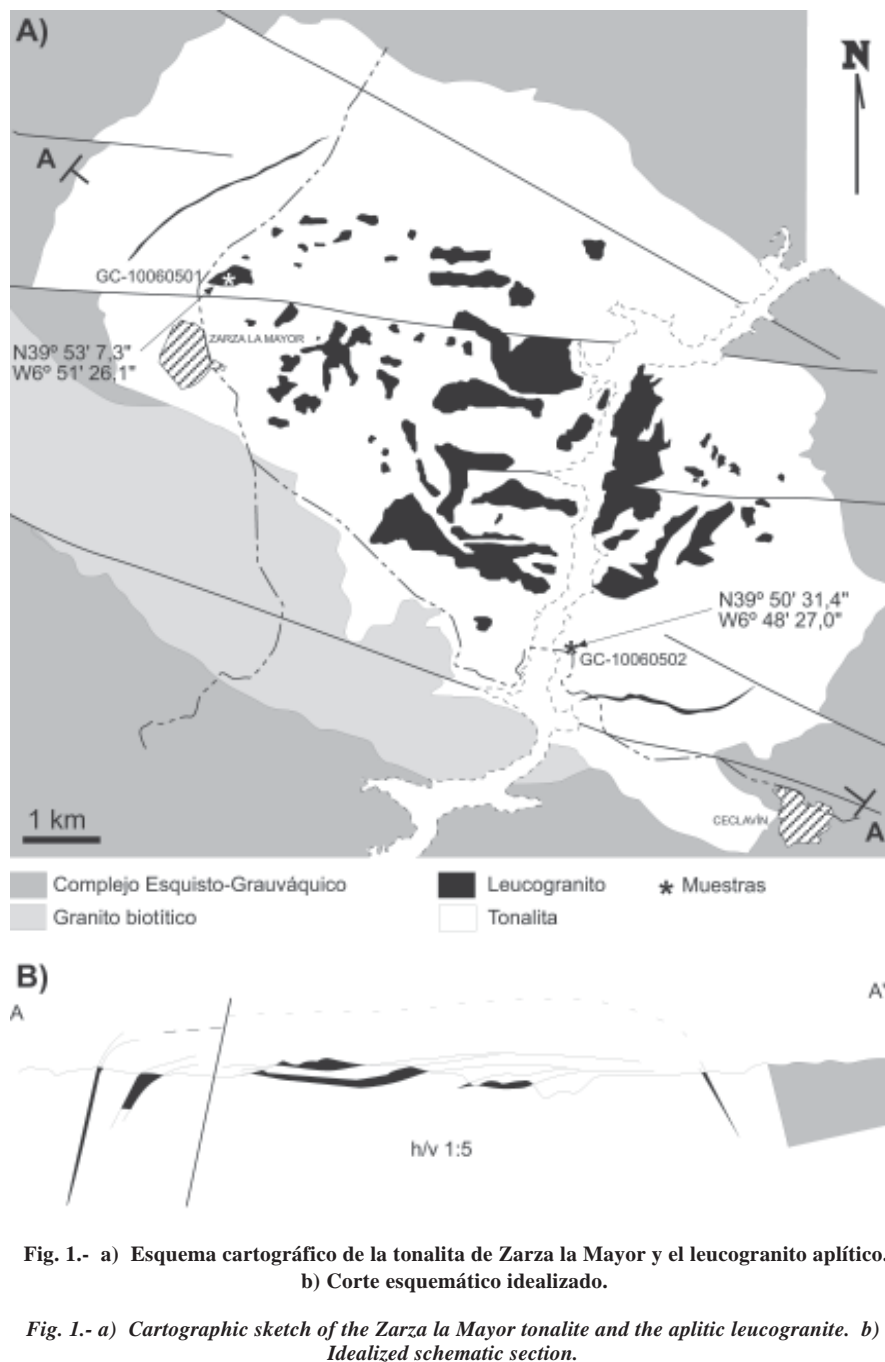 A)
N
A
GC-10060501
ZARZA LA MAYOR
N39º 53' 7,3"
W6º 51' 26,1"
N39º 50' 31,4"
W6º 48' 27,0"
GC-10060502
1 km
CECLAVÍN
A
Complejo Esquisto-Grauváquico
Leucogranito
* Muestras
Granito biotítico
Tonalita
B)
A
A'
h/v 1:5
Fig. 1.- a) Esquema cartográfico de la tonalita de Zarza la Mayor y el leucogranito aplítico.
b) Corte esquemático idealizado.
Fig. 1.- a) Cartographic sketch of the Zarza la Mayor tonalite and the aplitic leucogranite. b)
Idealized schematic section.